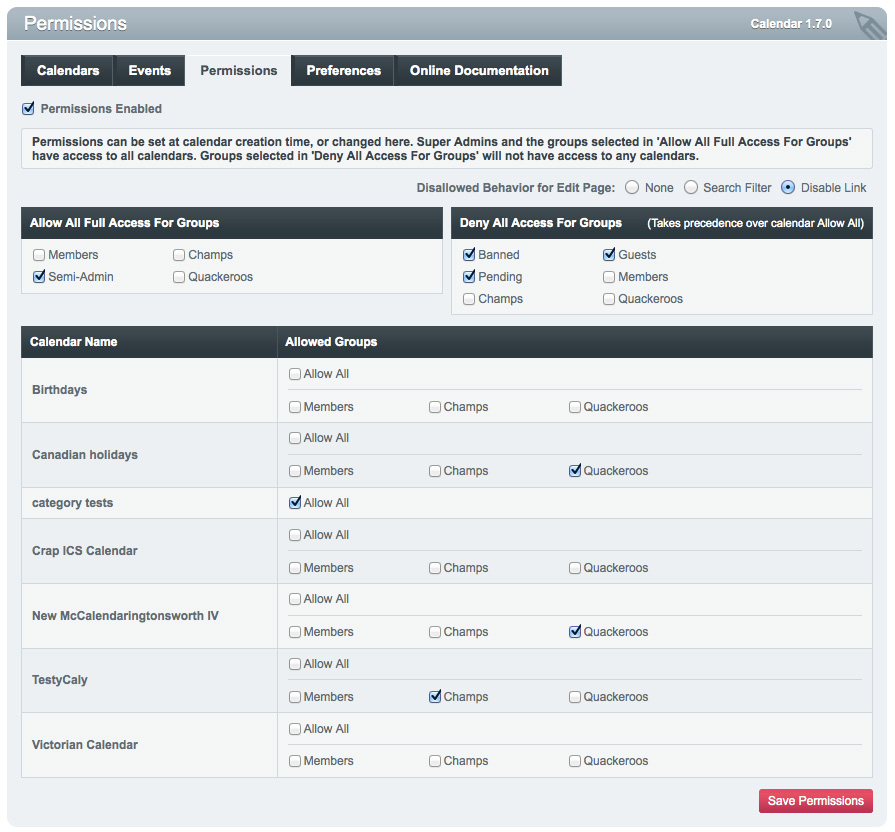 Permissions
Calendar 1.7.0
Calendars Events Permissions Preferences Online Documentation
Permissions Enabled
Permissions can be set at calendar creation time, or changed here. Super Admins and the groups selected in 'Allow All Full Access For Groups'
have access to all calendars. Groups selected in 'Deny All Access For Groups' will not have access to any calendars.
Disallowed Behavior for Edit Page: None Search Filter Disable Link
Allow All Full Access For Groups
Members Champs
Semi-Admin Quackeroos
Deny All Access For Groups (Takes precedence over calendar Allow All)
Banned Guests
Pending Members
Champs Quackeroos
Calendar Name Allowed Groups
Birthdays
Allow All
Members Champs Quackeroos
Canadian holidays
Allow All
Members Champs Quackeroos
category tests
Allow All
Crap ICS Calendar
Allow All
Members Champs Quackeroos
New McCalendaringtonsworth IV
Allow All
Members Champs Quackeroos
TestyCaly
Allow All
Members Champs Quackeroos
Victorian Calendar
Allow All
Members Champs Quackeroos
Save Permissions